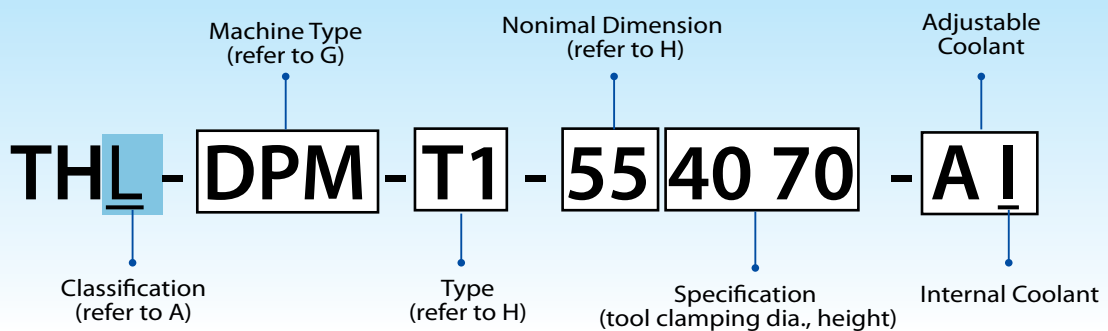 Machine Type
(refer to G)
Nonimal Dimension
(refer to H)
Adjustable
Coolant
THL - DPM - T1 - 55 40 70 - A I
Classification
(refer to A)
Type
(refer to H)
Specification
(tool clamping dia., height)
Internal Coolant